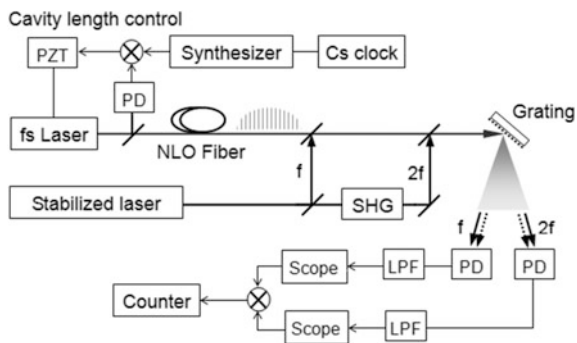 Cavity length control
PZT
Synthesizer
Cs clock
PD
Grating
fs Laser
NLO Fiber
f
2f
Stabilized laser
SHG
f
2f
Scope
LPF
PD
PD
Counter
Scope
LPF